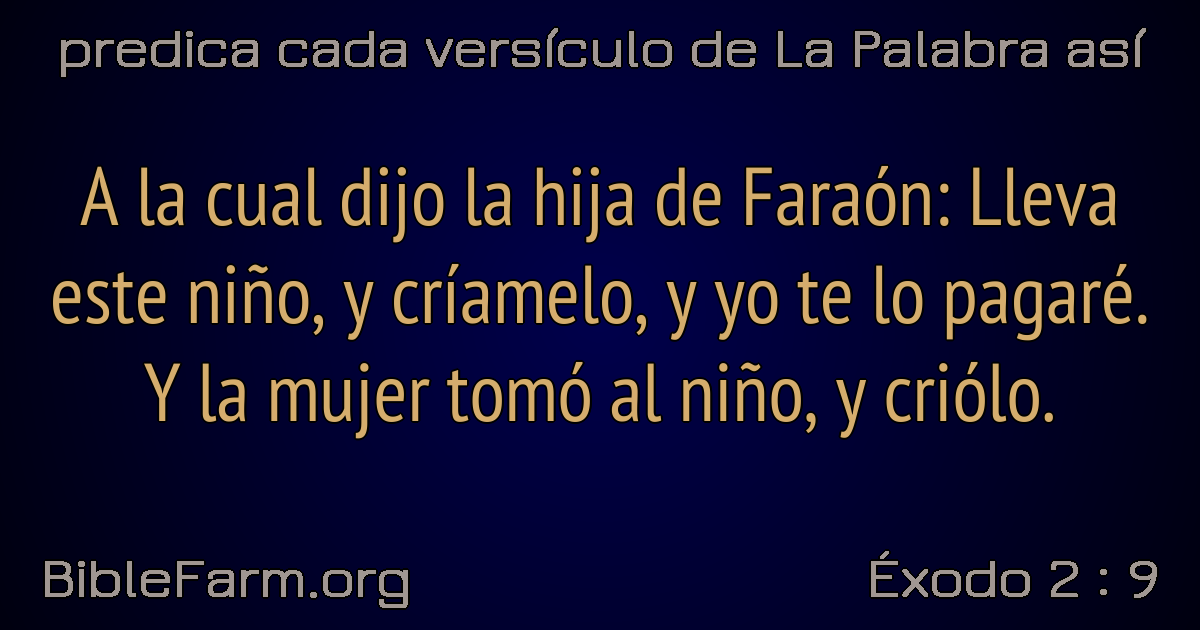 predica cada versículo de La Palabra así
A la cual dijo la hija de Faraón: Lleva
este niño, y críamelo, y yo te lo pagaré.
Y la mujer tomó al niño, y criólo.
BibleFarm.org
Éxodo 2 : 9